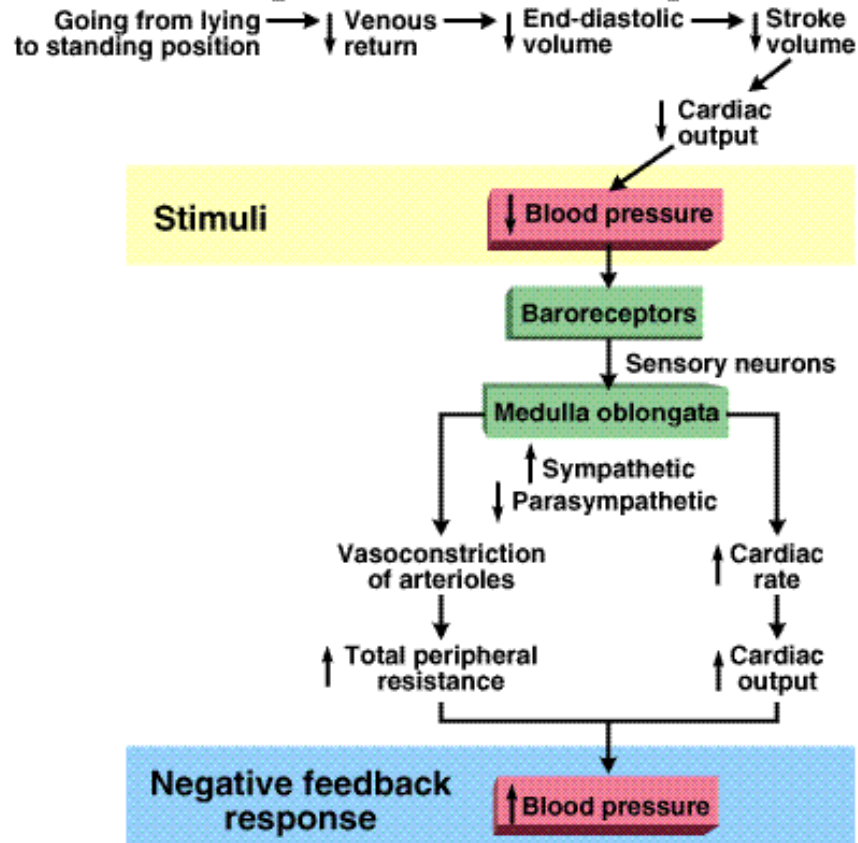 Going from lying
to standing position
↓ Venous
return
↓ End-diastolic
volume
↓ Stroke
volume
↓ Cardiac
output
Stimuli
↓ Blood pressure
Baroreceptors
Sensory neurons
Medulla oblongata
↑ Sympathetic
↓ Parasympathetic
Vasoconstriction
of arterioles
↑ Cardiac
rate
↑ Total peripheral
resistance
↑ Cardiac
output
Negative feedback
response
↑ Blood pressure